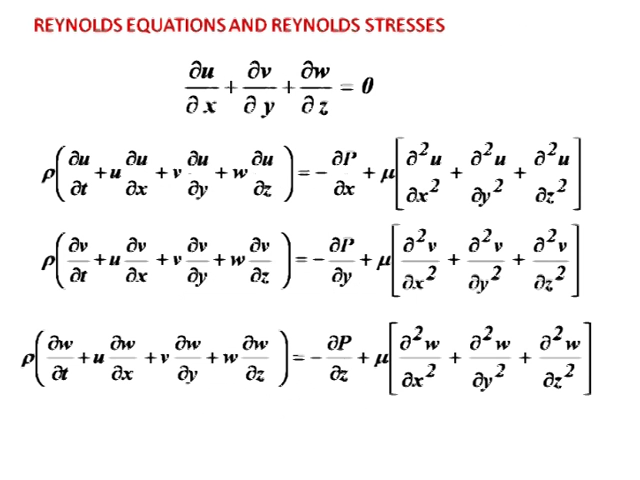 REYNOLDS EQUATIONS AND REYNOLDS STRESSES
∂u/∂x + ∂v/∂y + ∂w/∂z = 0
ρ(∂u/∂t + u ∂u/∂x + v ∂u/∂y + w ∂u/∂z) = - ∂P/∂x + μ[∂²u/∂x² + ∂²u/∂y² + ∂²u/∂z²]
ρ(∂v/∂t + u ∂v/∂x + v ∂v/∂y + w ∂v/∂z) = - ∂P/∂y + μ[∂²v/∂x² + ∂²v/∂y² + ∂²v/∂z²]
ρ(∂w/∂t + u ∂w/∂x + v ∂w/∂y + w ∂w/∂z) = - ∂P/∂z + μ[∂²w/∂x² + ∂²w/∂y² + ∂²w/∂z²]